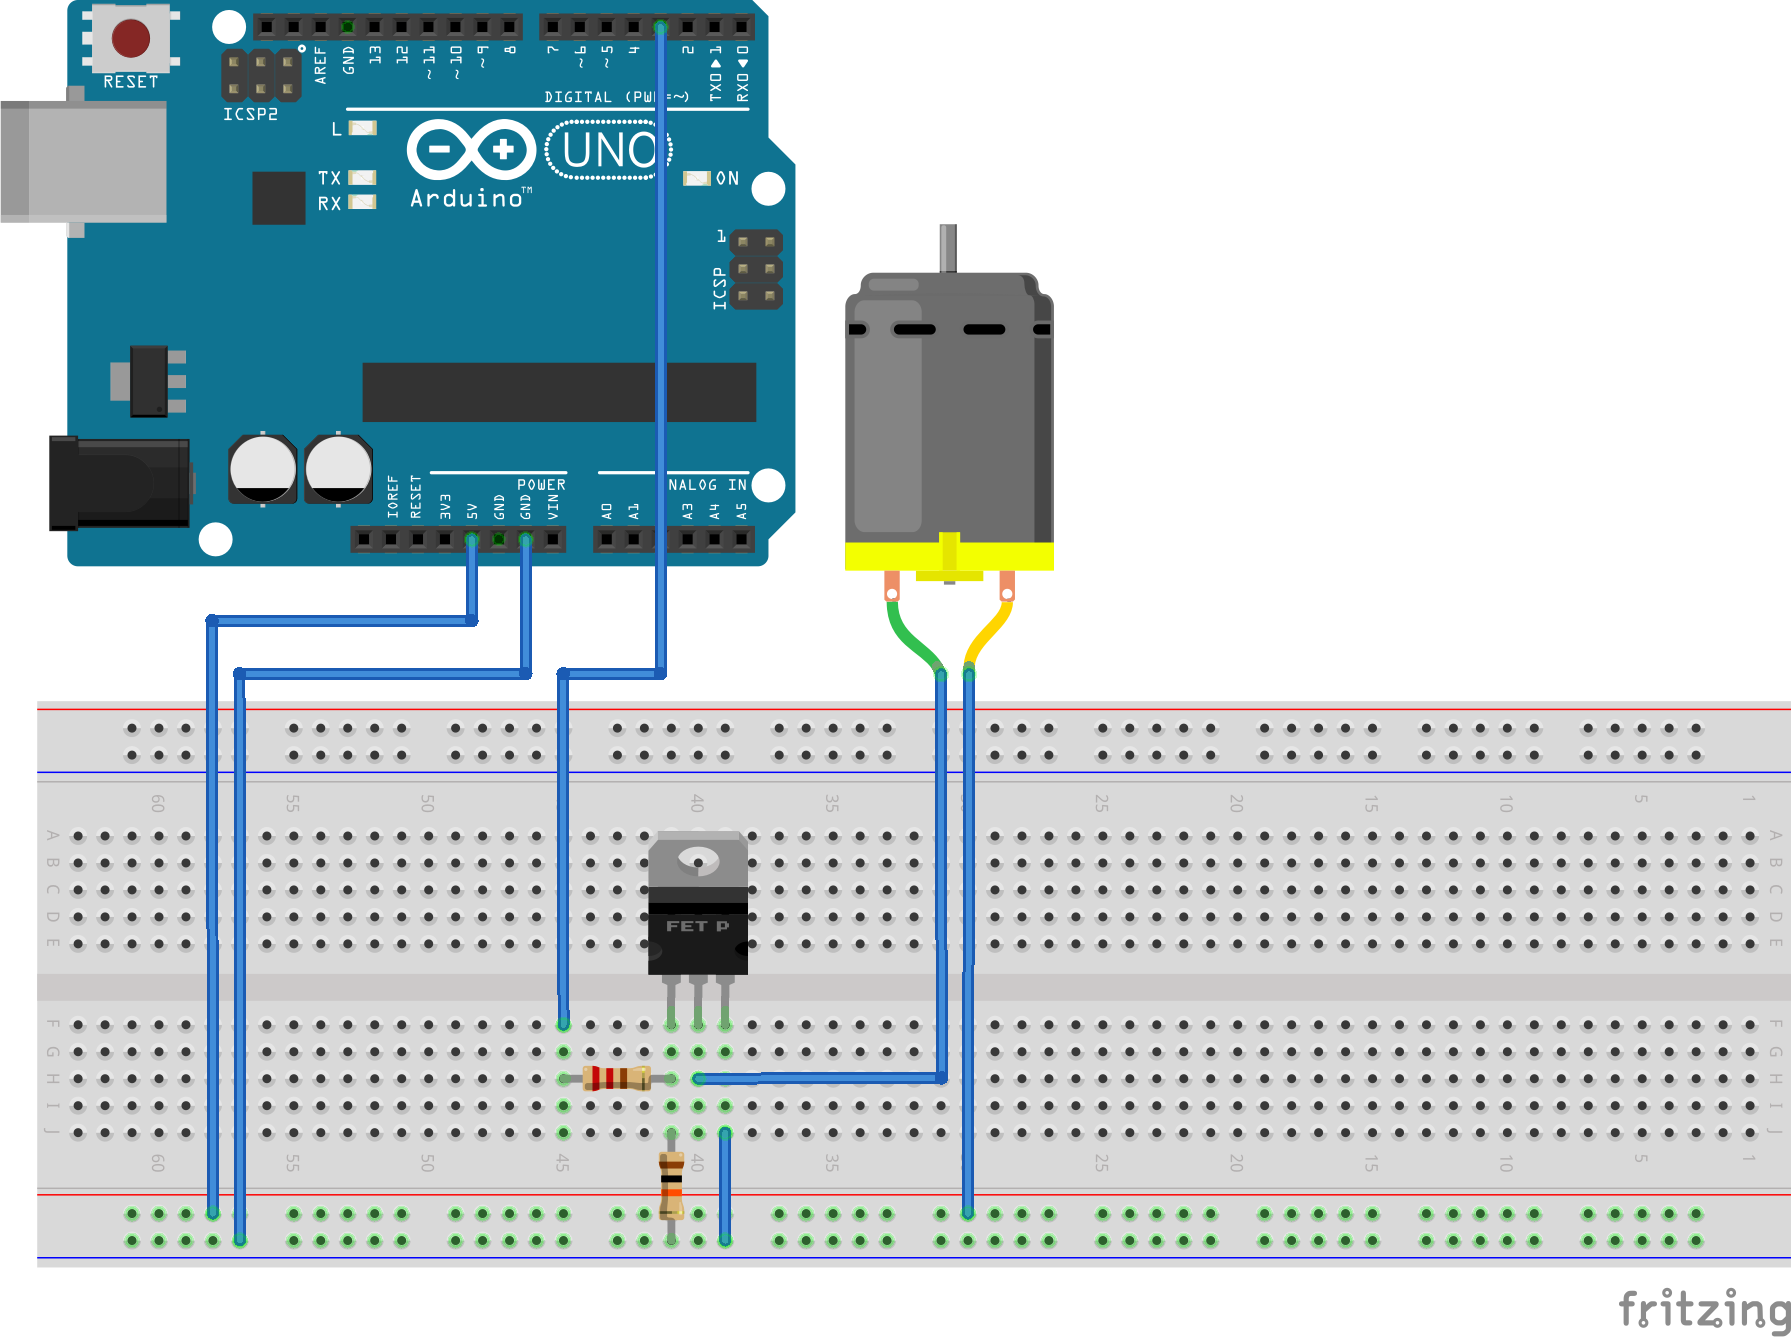 RESET
ICSP2
AREF
GND
13
12
~11
~10
~9
8
7
~6
~5
4
2
TX0▶1
RX0◀0
DIGITAL (PWM=~)
L
TX
RX
Arduino™
UNO
ON
1
ICSP
IOREF
RESET
3V3
5V
GND
GND
VIN
POWER
A0
A1
A3
A4
A5
NALOG IN
60
55
50
40
35
25
20
15
10
5
1
A
B
C
D
E
A
B
C
D
E
FET P
F
G
H
I
J
F
G
H
I
J
60
55
50
45
40
35
25
20
15
10
5
1
fritzing